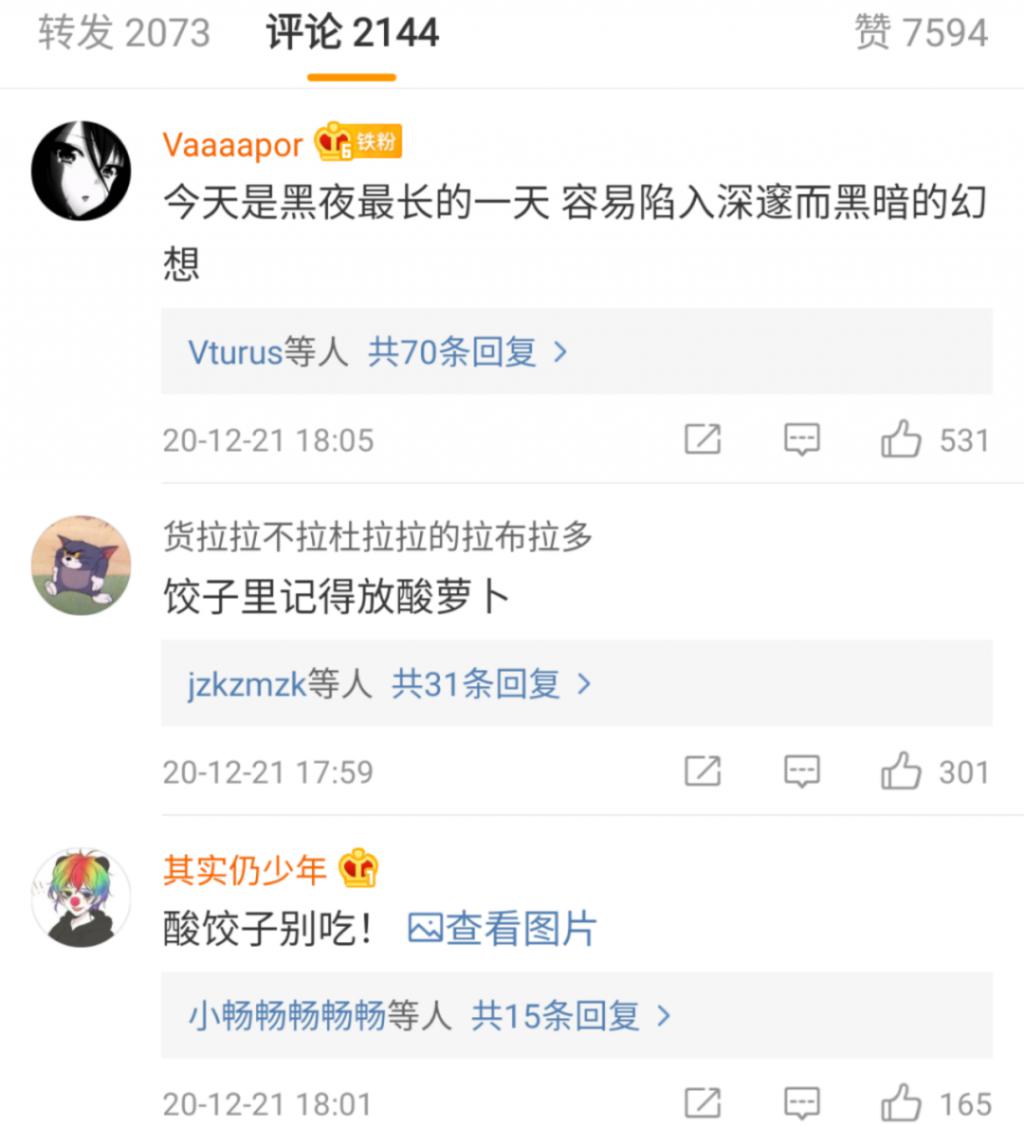 转发 2073 评论 2144 赞 7594
Vaaaapor 6 铁粉
今天是黑夜最长的一天 容易陷入深邃而黑暗的幻
想
Vturus等人 共70条回复 >
20-12-21 18:05 531
货拉拉不拉杜拉拉的拉布拉多
饺子里记得放酸萝卜
jzkzmzk等人 共31条回复 >
20-12-21 17:59 301
其实仍少年
酸饺子别吃！ 查看图片
小畅畅畅畅畅等人 共15条回复 >
20-12-21 18:01 165